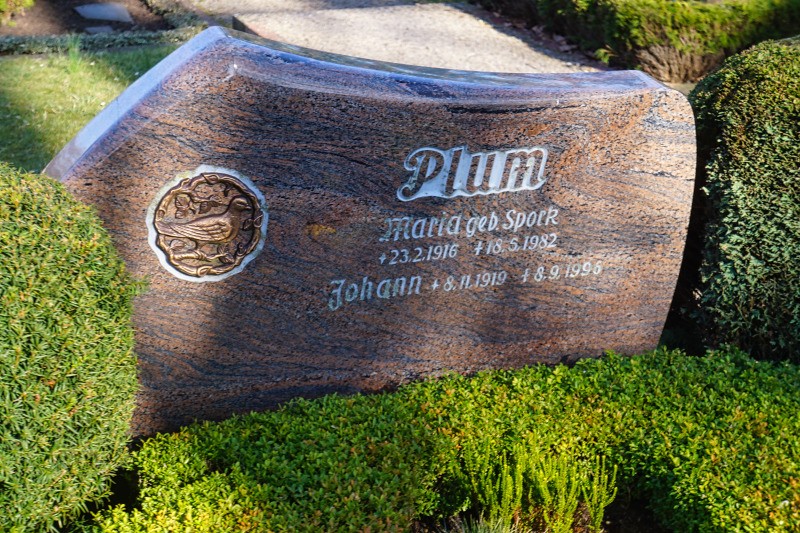 Plum
Maria geb. Spork
+ 23.2.1916 † 18.5.1982
Johann + 8.11.1919 † 8.9.1996